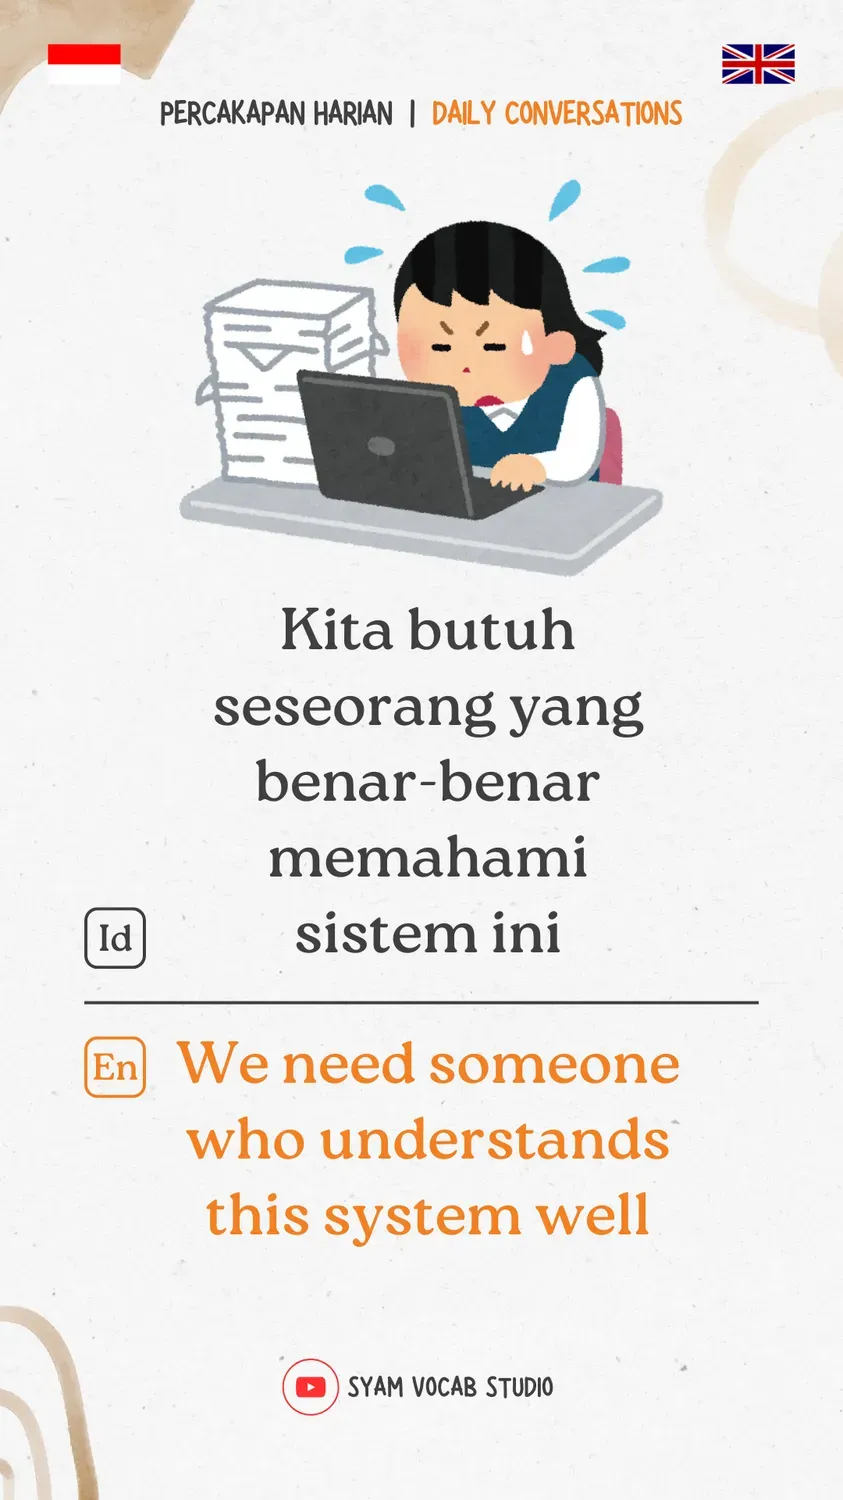 PERCAKAPAN HARIAN | DAILY CONVERSATIONS
Kita butuh
seseorang yang
benar-benar
memahami
sistem ini
Id
En
We need someone
who understands
this system well
SYAM VOCAB STUDIO